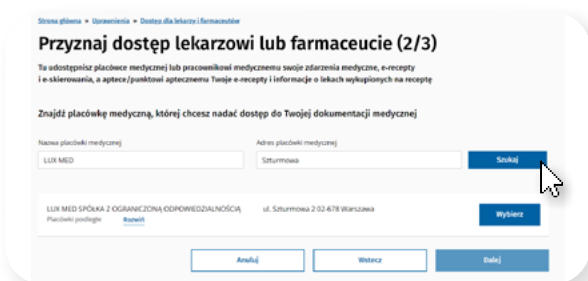 Strona główna • Uprawnienia • Dostęp dla lekarzy i farmaceutów
Przyznaj dostęp lekarzowi lub farmaceucie (2/3)
Tu udostępnisz placówce medycznej lub pracownikowi medycznemu swoje zdarzenia medyczne, e-recepty
i e-skierowania, a aptece/punktowi aptecznemu Twoje e-recepty i informacje o lekach wykupionych na receptę
Znajdź placówkę medyczną, której chcesz nadać dostęp do Twojej dokumentacji medycznej
Nazwa placówki medycznej Adres placówki medycznej
LUX MED Szturmowa Szukaj
LUX MED SPÓŁKA Z OGRANICZONĄ ODPOWIEDZIALNOŚCIĄ ul. Szturmowa 2 02-678 Warszawa
Placówki podległe Rozwiń Wybierz
Anuluj Wstecz Dalej